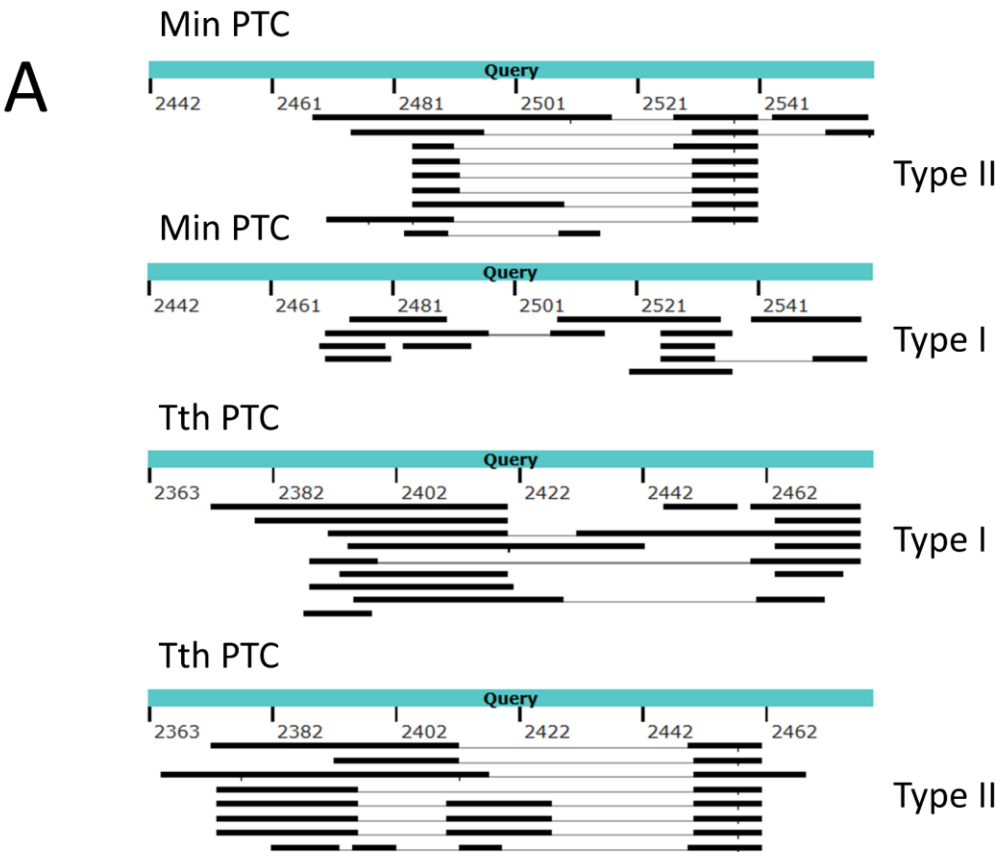 Min PTC
A
Query
2442 2461 2481 2501 2521 2541
Type II
Min PTC
Query
2442 2461 2481 2501 2521 2541
Type I
Tth PTC
Query
2363 2382 2402 2422 2442 2462
Type I
Tth PTC
Query
2363 2382 2402 2422 2442 2462
Type II